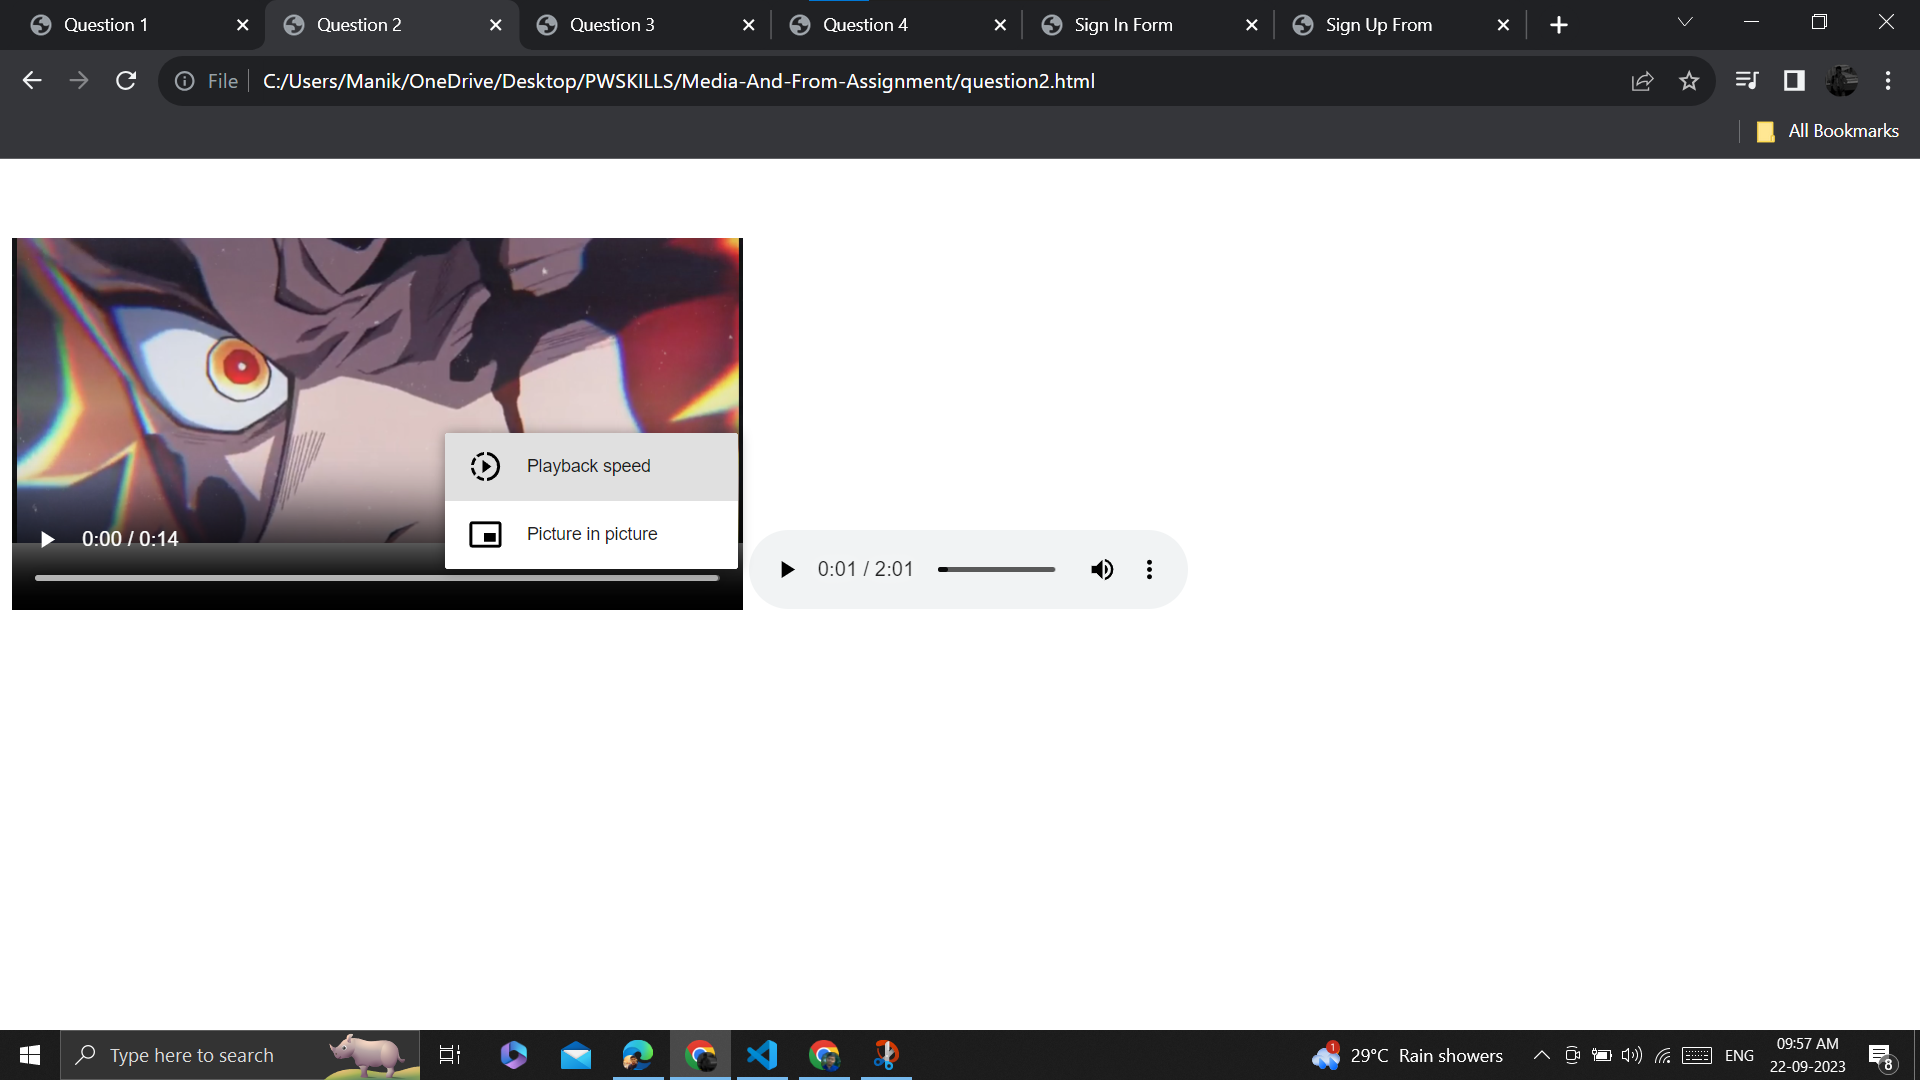 Question 1
Question 2
Question 3
Question 4
Sign In Form
Sign Up From
File
C:/Users/Manik/OneDrive/Desktop/PWSKILLS/Media-And-From-Assignment/question2.html
All Bookmarks
Playback speed
Picture in picture
0:00 / 0:14
0:01 / 2:01
Type here to search
1
29°C Rain showers
ENG
09:57 AM
22-09-2023
8